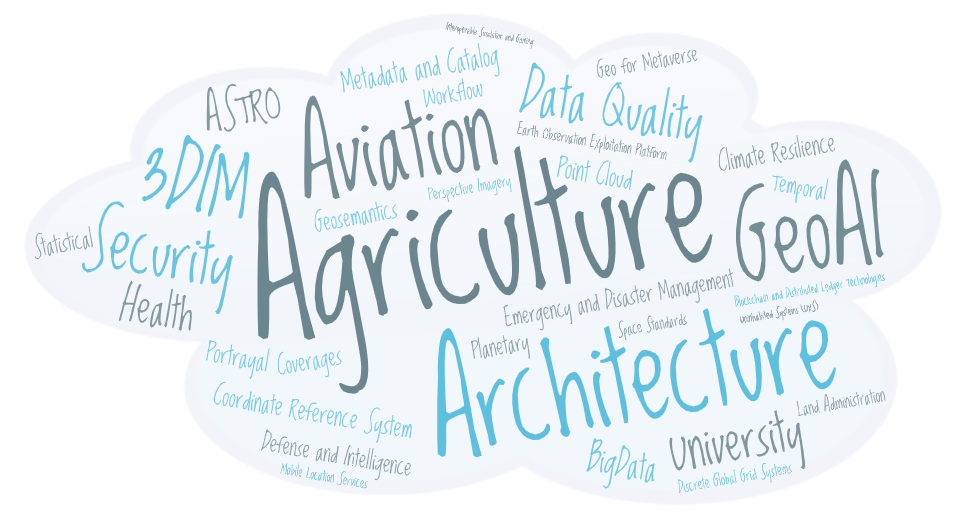 Interoperable Simulation and Gaming
Geo for Metaverse
Metadata and Catalog
Workflow
Data Quality
ASTRO
Aviation
Earth Observation Exploitation Platform
Climate Resilience
3DIM
Point Cloud
Temporal
Perspective Imagery
Geosemantics
Agriculture
GeoAI
Statistical
Security
Health
Emergency and Disaster Management
Blockchain and Distributed Ledger Technologies
Uninhabited Systems (UxS)
Space Standards
Planetary
Portrayal Coverages
Architecture
Coordinate Reference System
Land Administration
University
Defense and Intelligence
BigData
Mobile Location Services
Discrete Global Grid Systems